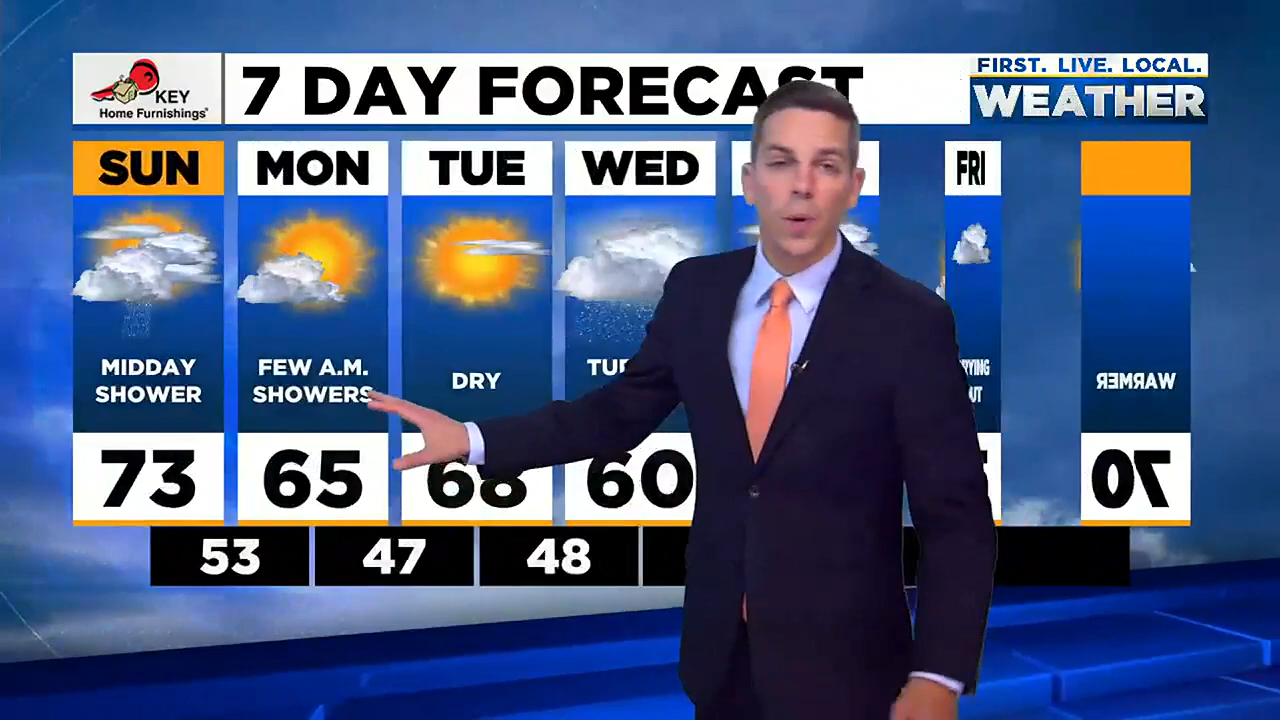 KEY
Home Furnishings
7 DAY FORECAST
FIRST. LIVE. LOCAL.
WEATHER
SUN
MON
TUE
WED
FRI
MIDDAY
SHOWER
FEW A.M.
SHOWERS
DRY
WARMER
73
65
68
60
70
53
47
48